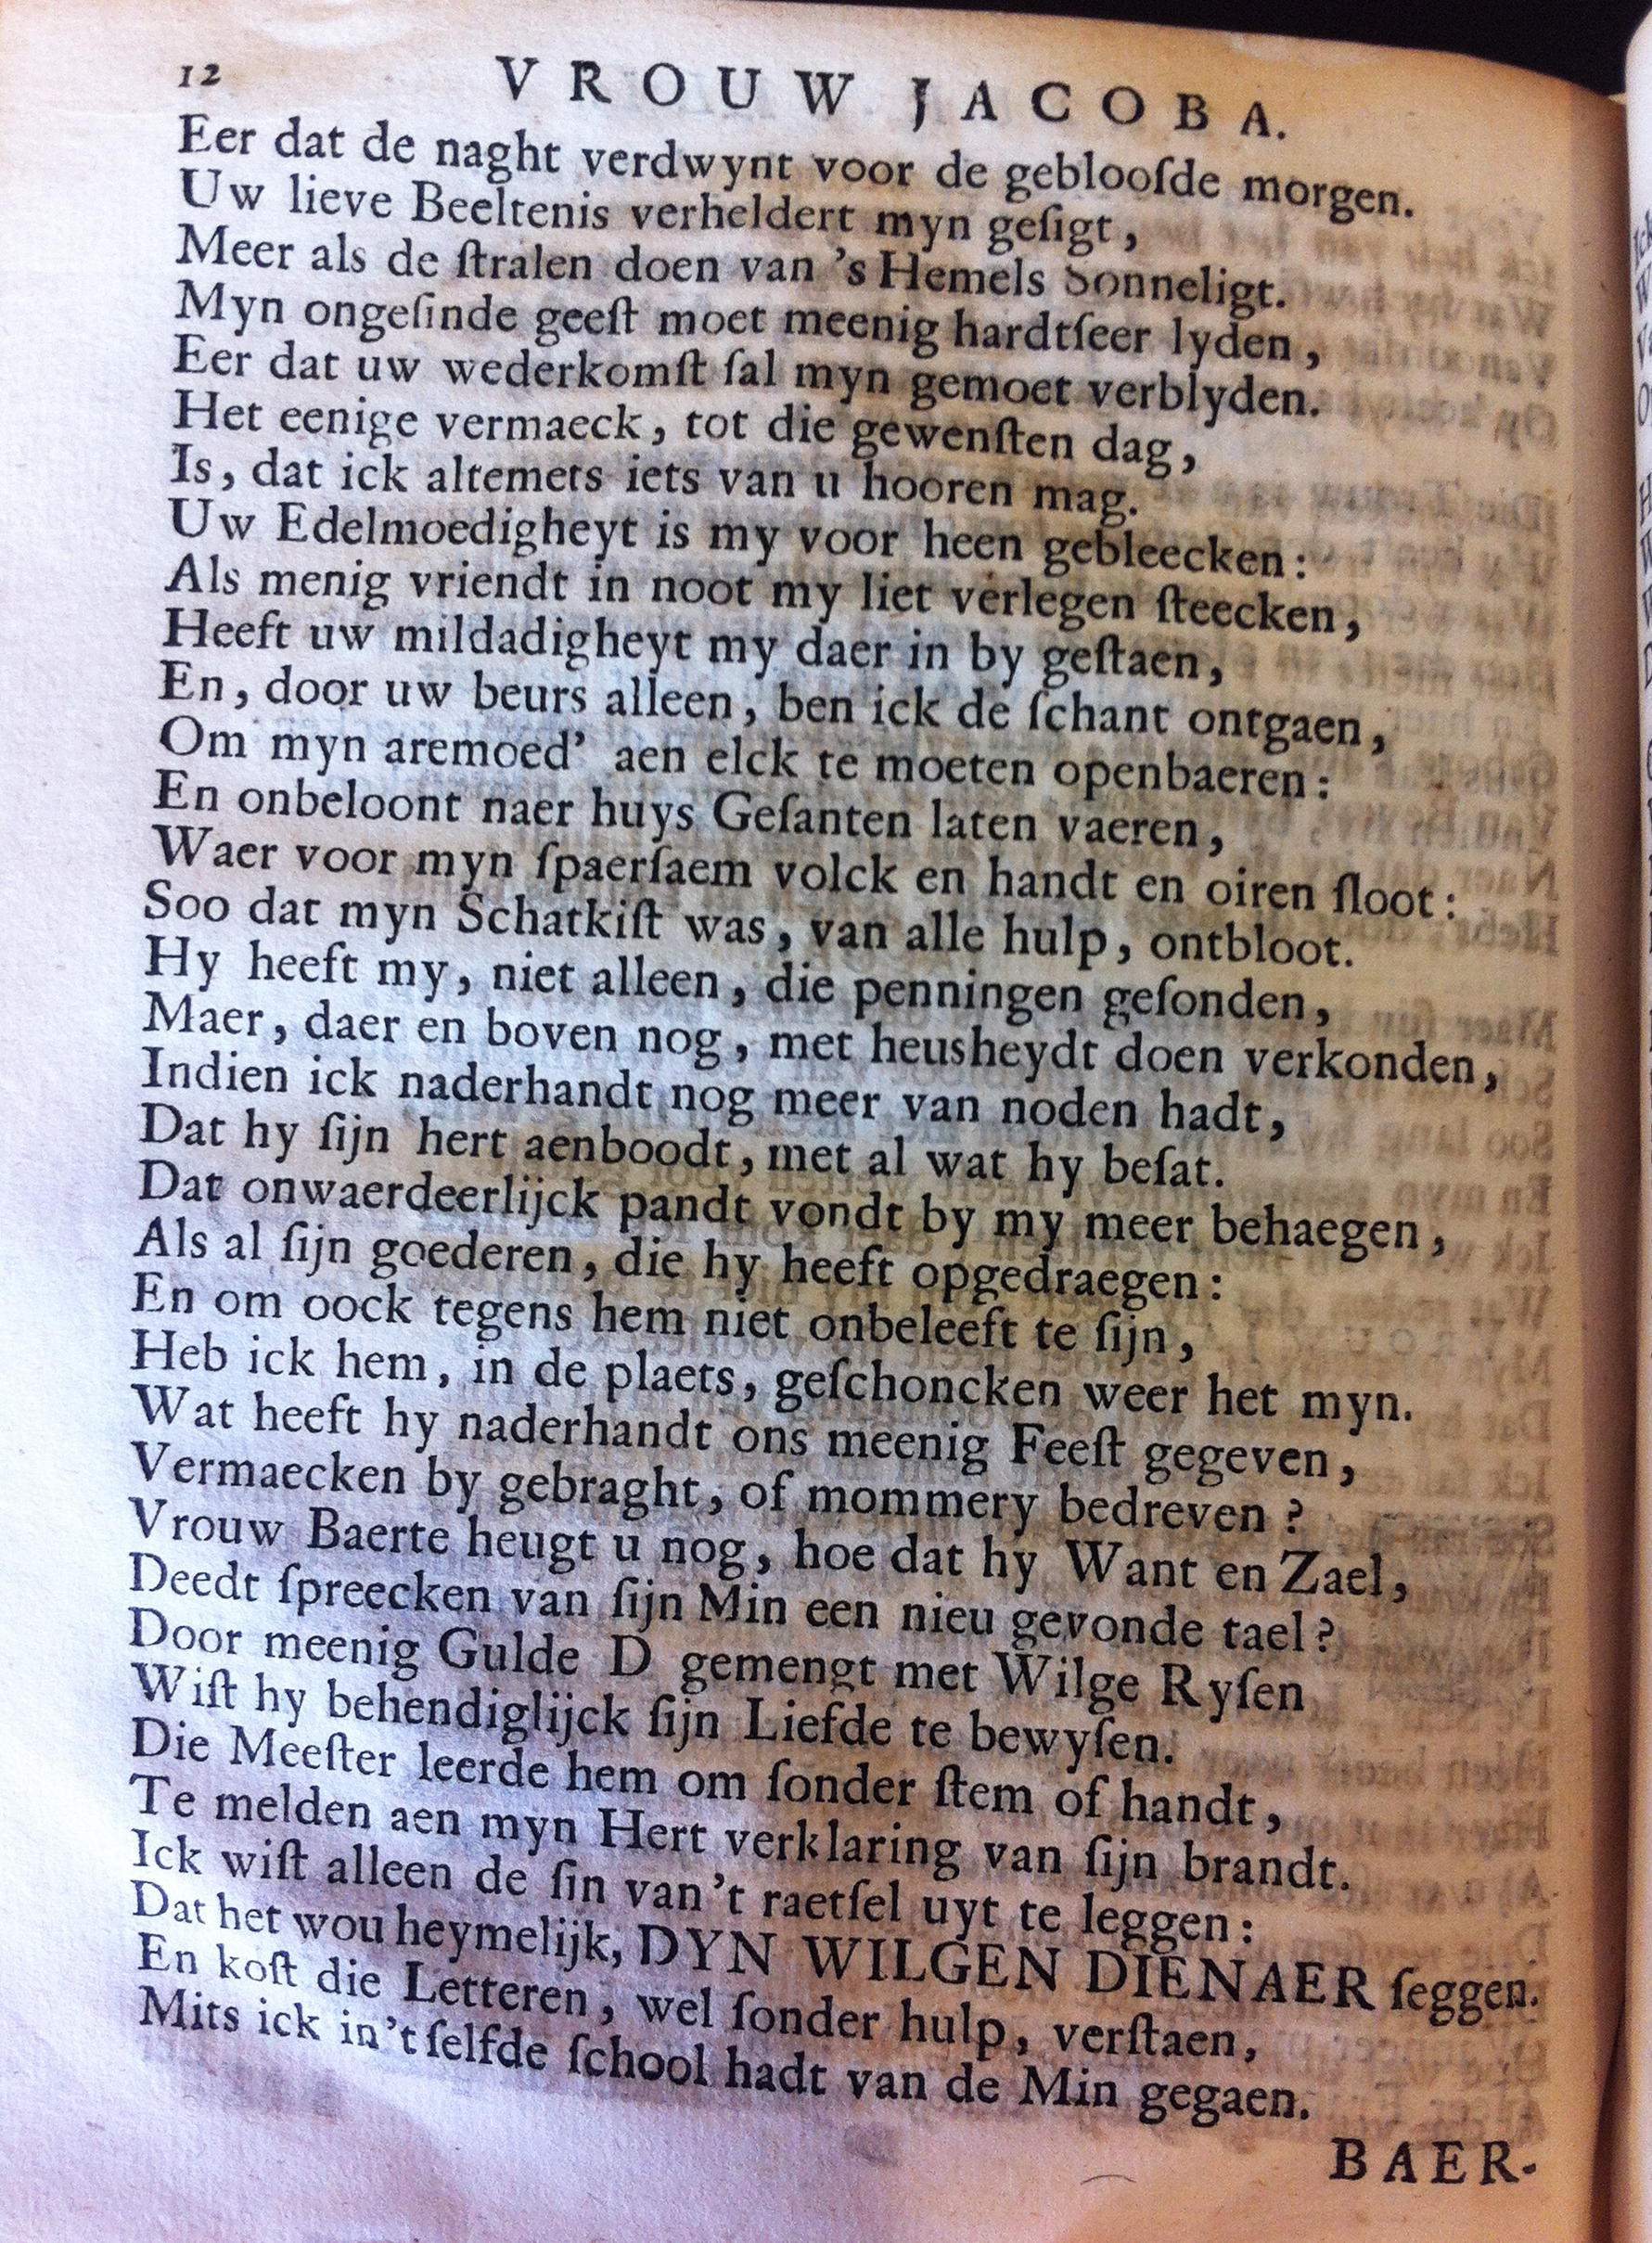 12 VROUW JACOBA.
Eer dat de naght verdwynt voor de geblooſde morgen.
Uw lieve Beeltenis verheldert myn geſigt,
Meer als de ſtralen doen van 's Hemels Sonneligt.
Myn ongeſinde geeſt moet meenig hardtſeer lyden,
Eer dat uw wederkomſt ſal myn gemoet verblyden.
Het eenige vermaeck, tot die gewenſten dag,
Is, dat ick altemets iets van u hooren mag.
Uw Edelmoedigheyt is my voor heen gebleecken:
Als menig vriendt in noot my liet verlegen ſteecken,
Heeft uw mildadigheyt my daer in by geſtaen,
En, door uw beurs alleen, ben ick de ſchant ontgaen,
Om myn aremoed' aen elck te moeten openbaeren:
En onbeloont naer huys Geſanten laten vaeren,
Waer voor myn ſpaerſaem volck en handt en oiren ſloot:
Soo dat myn Schatkiſt was, van alle hulp, ontbloot.
Hy heeft my, niet alleen, die penningen geſonden,
Maer, daer en boven nog, met heusheydt doen verkonden,
Indien ick naderhandt nog meer van noden hadt,
Dat hy ſijn hert aenboodt, met al wat hy beſat.
Dat onwaerdeerlijck pandt vondt by my meer behaegen,
Als al ſijn goederen, die hy heeft opgedraegen:
En om oock tegens hem niet onbeleeft te ſijn,
Heb ick hem, in de plaets, geſchoncken weer het myn.
Wat heeft hy naderhandt ons meenig Feeſt gegeven,
Vermaecken by gebraght, of mommery bedreven?
Vrouw Baerte heugt u nog, hoe dat hy Want en Zael,
Deedt ſpreecken van ſijn Min een nieu gevonde tael?
Door meenig Gulde D gemengt met Wilge Ryſen
Wiſt hy behendiglijck ſijn Liefde te bewyſen.
Die Meeſter leerde hem om ſonder ſtem of handt,
Te melden aen myn Hert verklaring van ſijn brandt.
Ick wiſt alleen de ſin van't raetſel uyt te leggen:
Dat het wou heymelijk, DYN WILGEN DIENAER ſeggen.
En koſt die Letteren, wel ſonder hulp, verſtaen,
Mits ick in't ſelfde ſchool hadt van de Min gegaen.
BAER-